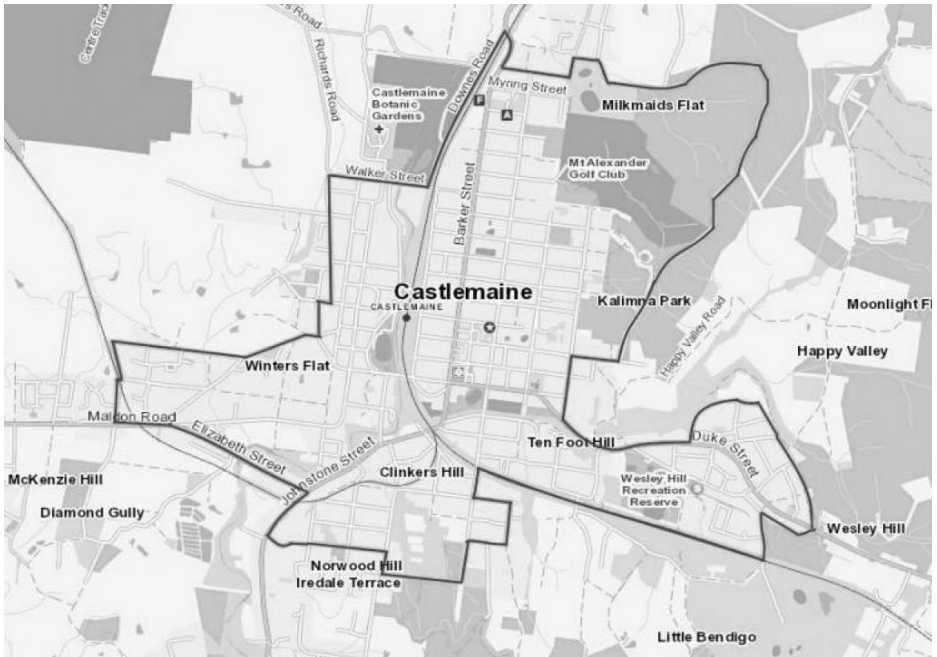 Centre Track
Road
Richards Road
Downes Road
Myring Street
Castlemaine
Botanic
Gardens
F
A
Milkmaids Flat
Mt Alexander
Golf Club
Walker Street
Barker Street
Castlemaine
CASTLEMAINE
Kalimna Park
Moonlight Fl
Happy Valley Road
Happy Valley
Winters Flat
Maldon Road
Elizabeth Street
Johnstone Street
Ten Foot Hill
Duke Street
Clinkers Hill
McKenzie Hill
Wesley Hill
Recreation
Reserve
Diamond Gully
Wesley Hill
Norwood Hill
Iredale Terrace
Little Bendigo